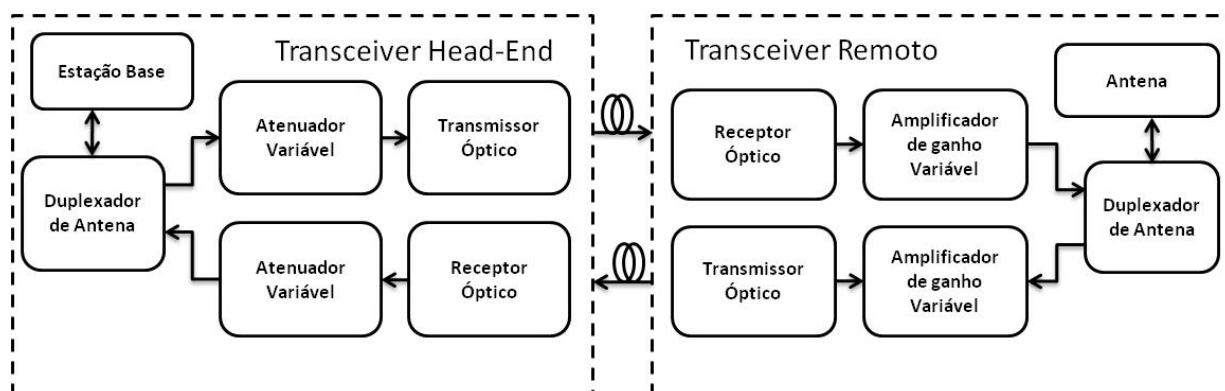 Transceiver Head-End
Estação Base
Atenuador
Variável
Transmissor
Óptico
Duplexador
de Antena
Atenuador
Variável
Receptor
Óptico
Transceiver Remoto
Antena
Receptor
Óptico
Amplificador
de ganho
Variável
Duplexador
de Antena
Transmissor
Óptico
Amplificador
de ganho
Variável